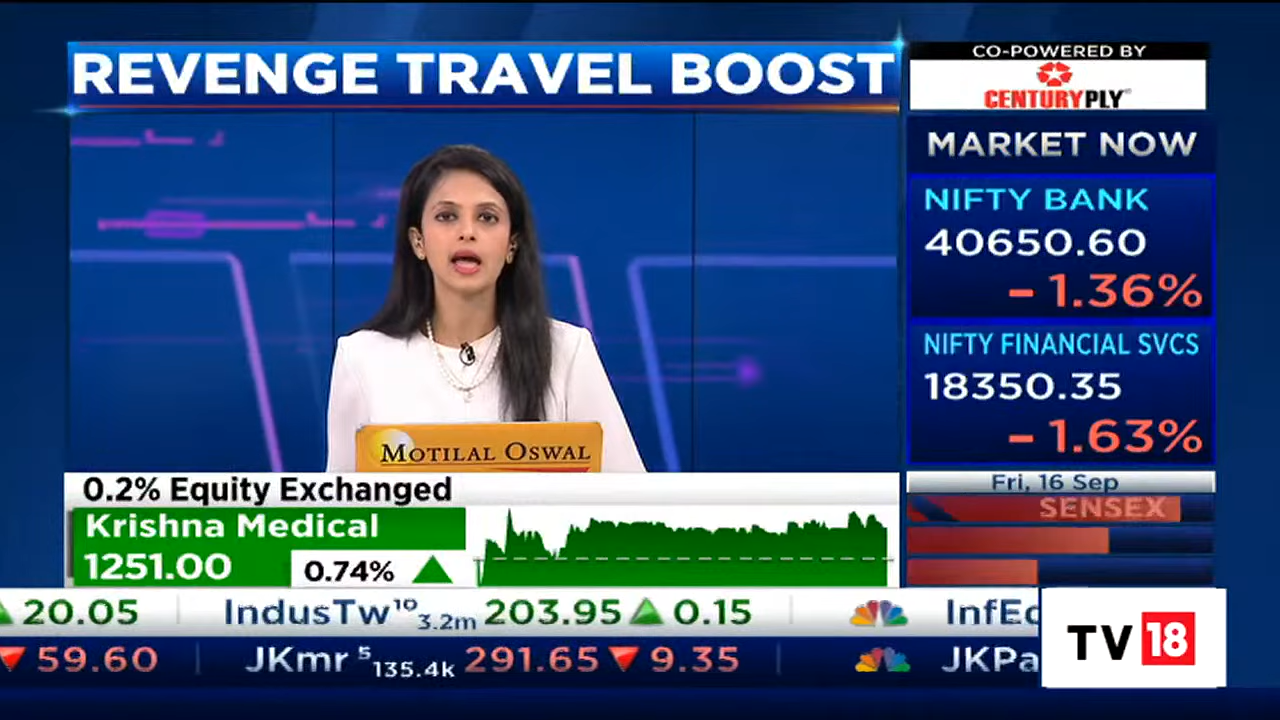 REVENGE TRAVEL BOOST
CO-POWERED BY
CENTURYPLY
MARKET NOW
NIFTY BANK
40650.60
– 1.36%
NIFTY FINANCIAL SVCS
18350.35
– 1.63%
Fri, 16 Sep
SENSEX
MOTILAL OSWAL
0.2% Equity Exchanged
Krishna Medical
1251.00 0.74%
20.05 IndusTw 10 3.2m 203.95 0.15 InfEd
59.60 JKmr 5 135.4k 291.65 9.35 JKPa
TV 18